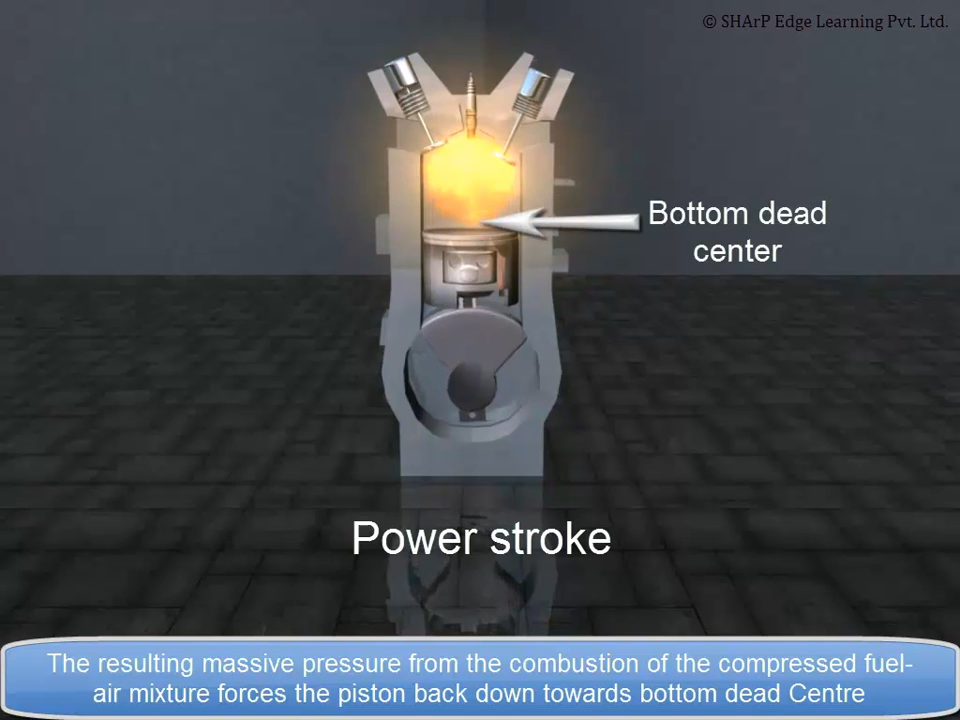 © SHArP Edge Learning Pvt. Ltd.
Bottom dead
center
Power stroke
The resulting massive pressure from the combustion of the compressed fuel-
air mixture forces the piston back down towards bottom dead Centre